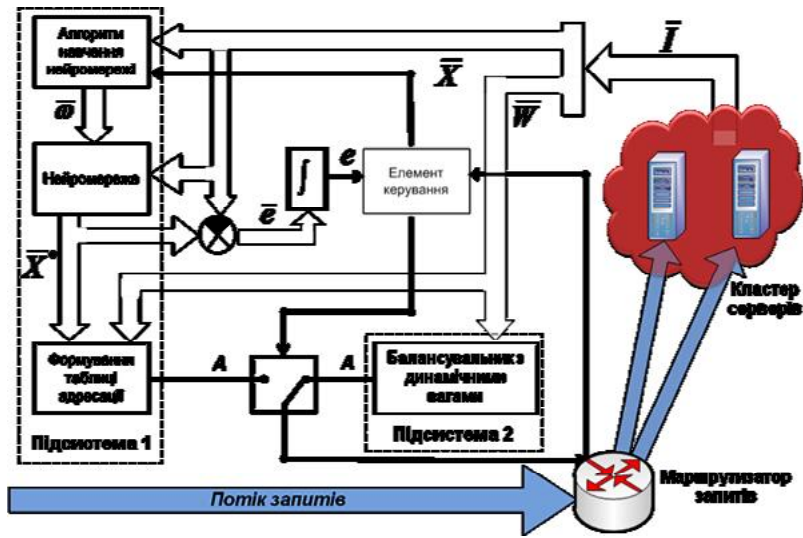 Алгоритм
навчення
нейромережі
X̅
I̅
ω̅
W̅
Нейромережа
∫
e
Елемент
керування
e̅
X̅*
Кластер
серверів
Формування
таблиці
адресації
A
A
Балансувальник з
динамічними
вагами
Підсистема 1
Підсистема 2
Маршрутизатор
запитів
Потік запитів